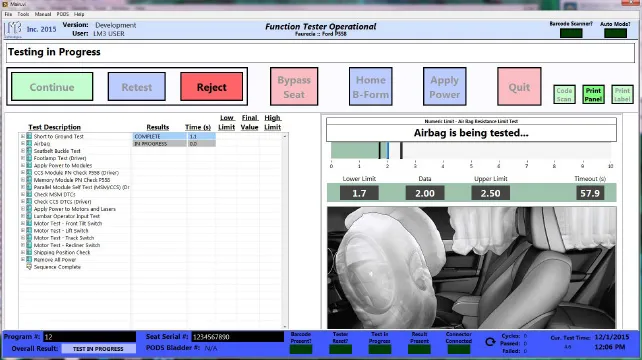 Main.vi
File Tools Manual PODS Help
LM3 Inc. 2015
Version: Development
User: LM3 USER
Function Tester Operational
Faurecia :: Ford P558
Barcode Scanner?
Auto Mode?
Testing in Progress
Continue
Retest
Reject
Bypass Seat
Home B-Form
Apply Power
Quit
Code Scan
Print Panel
Print Label
Test Description Results Time (s) Low Limit Final Value High Limit
Short to Ground Test COMPLETE 1.1
Airbag IN PROGRESS 0.0
Seatbelt Buckle Test
Footlamp Test (Driver)
Apply Power to Modules
CCS Module PN Check P558 (Driver)
Memory Module PN Check P558
Parallel Module Self Test (MSM/CCS) (Dr
Check MSM DTCs
Check CCS DTCs (Driver)
Apply Power to Motors and Lasers
Lumbar Operator Input Test
Motor Test - Front Tilt Switch
Motor Test - Lift Switch
Motor Test - Track Switch
Motor Test - Recliner Switch
Shipping Position Check
Remove All Power
Sequence Complete
Numeric Limit - Air Bag Resistance Limit Test
Airbag is being tested...
0 1 2 3 4 5 6 7 8 9 10
Lower Limit Data Upper Limit Timeout (s)
1.7 2.00 2.50 57.9
Program #: 12
Seat Serial #: 1234567890
Overall Result: TEST IN PROGRESS
PODS Bladder #: N/A
Barcode Present?
Tester Reset?
Test in Progress
Result Present
Connector Connected
Cycles: 0
Passed: 0
Failed: 0
Cur. Test Time:
12/1/2015
12:06 PM